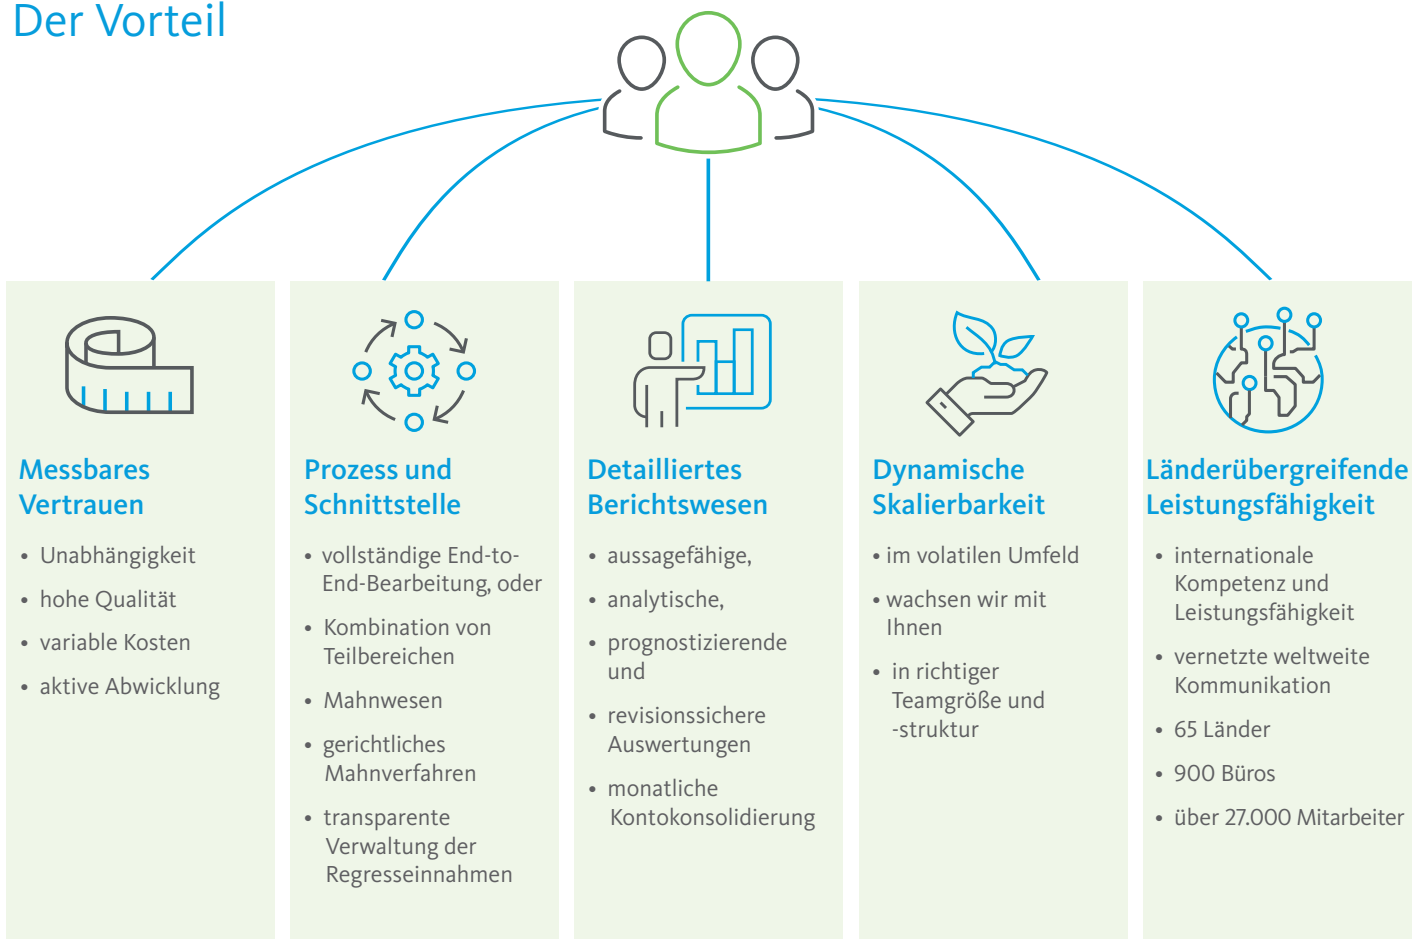 Der Vorteil
Messbares
Vertrauen
• Unabhängigkeit
• hohe Qualität
• variable Kosten
• aktive Abwicklung
Prozess und
Schnittstelle
• vollständige End-to-
End-Bearbeitung, oder
• Kombination von
Teilbereichen
• Mahnwesen
• gerichtliches
Mahnverfahren
• transparente
Verwaltung der
Regresseinnahmen
Detailliertes
Berichtswesen
• aussagefähige,
• analytische,
• prognostizierende
und
• revisionssichere
Auswertungen
• monatliche
Kontokonsolidierung
Dynamische
Skalierbarkeit
• im volatilen Umfeld
• wachsen wir mit
Ihnen
• in richtiger
Teamgröße und
-struktur
Länderübergreifende
Leistungsfähigkeit
• internationale
Kompetenz und
Leistungsfähigkeit
• vernetzte weltweite
Kommunikation
• 65 Länder
• 900 Büros
• über 27.000 Mitarbeiter